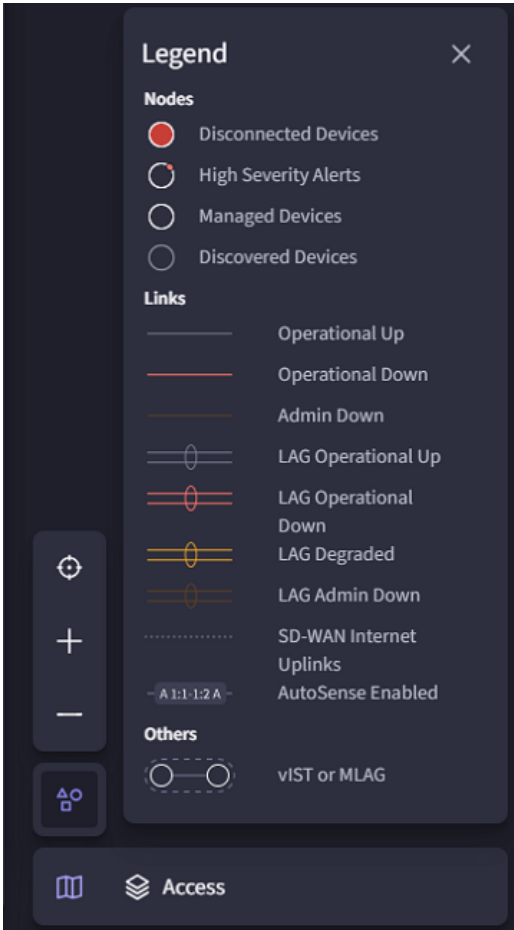 Legend
Nodes
Disconnected Devices
High Severity Alerts
Managed Devices
Discovered Devices
Links
Operational Up
Operational Down
Admin Down
LAG Operational Up
LAG Operational
Down
LAG Degraded
LAG Admin Down
SD-WAN Internet
Uplinks
A 1:1-1:2 A AutoSense Enabled
Others
vIST or MLAG
Access